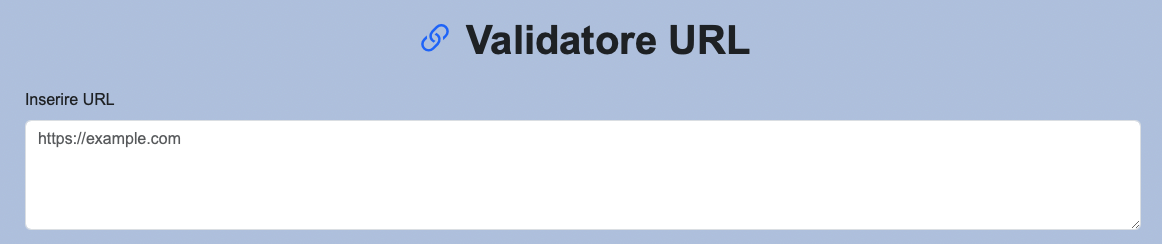 Validatore URL
Inserire URL
https://example.com